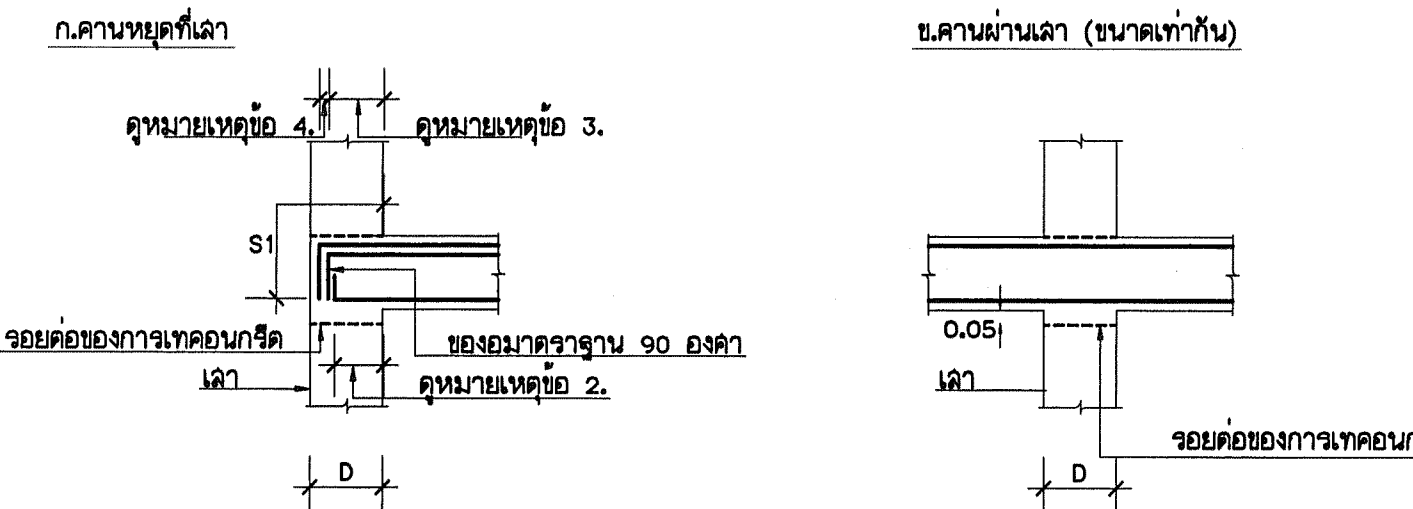 ก.คานหยุดที่เสา
ข.คานผ่านเสา (ขนาดเท่ากัน)
ดูหมายเหตุข้อ 4.
ดูหมายเหตุข้อ 3.
S1
0.05
รอยต่อของการเทคอนกรีต
ของอมาตราฐาน 90 องศา
เสา
ดูหมายเหตุข้อ 2.
เสา
รอยต่อของการเทคอนก
D
D